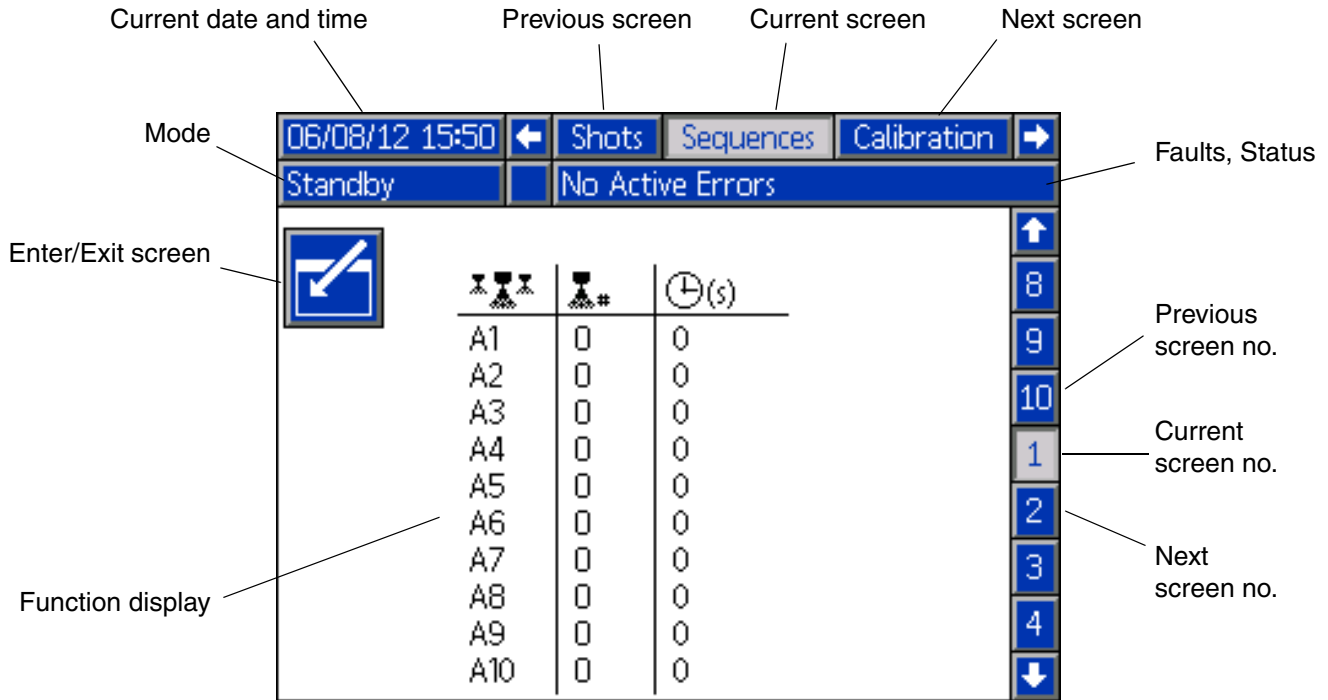 Current date and time
Previous screen
Current screen
Next screen
Mode
06/08/12 15:50
Shots
Sequences
Calibration
Faults, Status
Standby
No Active Errors
Enter/Exit screen
#
(s)
8
9
10
1
2
3
4
Previous
screen no.
Current
screen no.
Next
screen no.
A1 0 0
A2 0 0
A3 0 0
A4 0 0
A5 0 0
A6 0 0
A7 0 0
A8 0 0
A9 0 0
A10 0 0
Function display